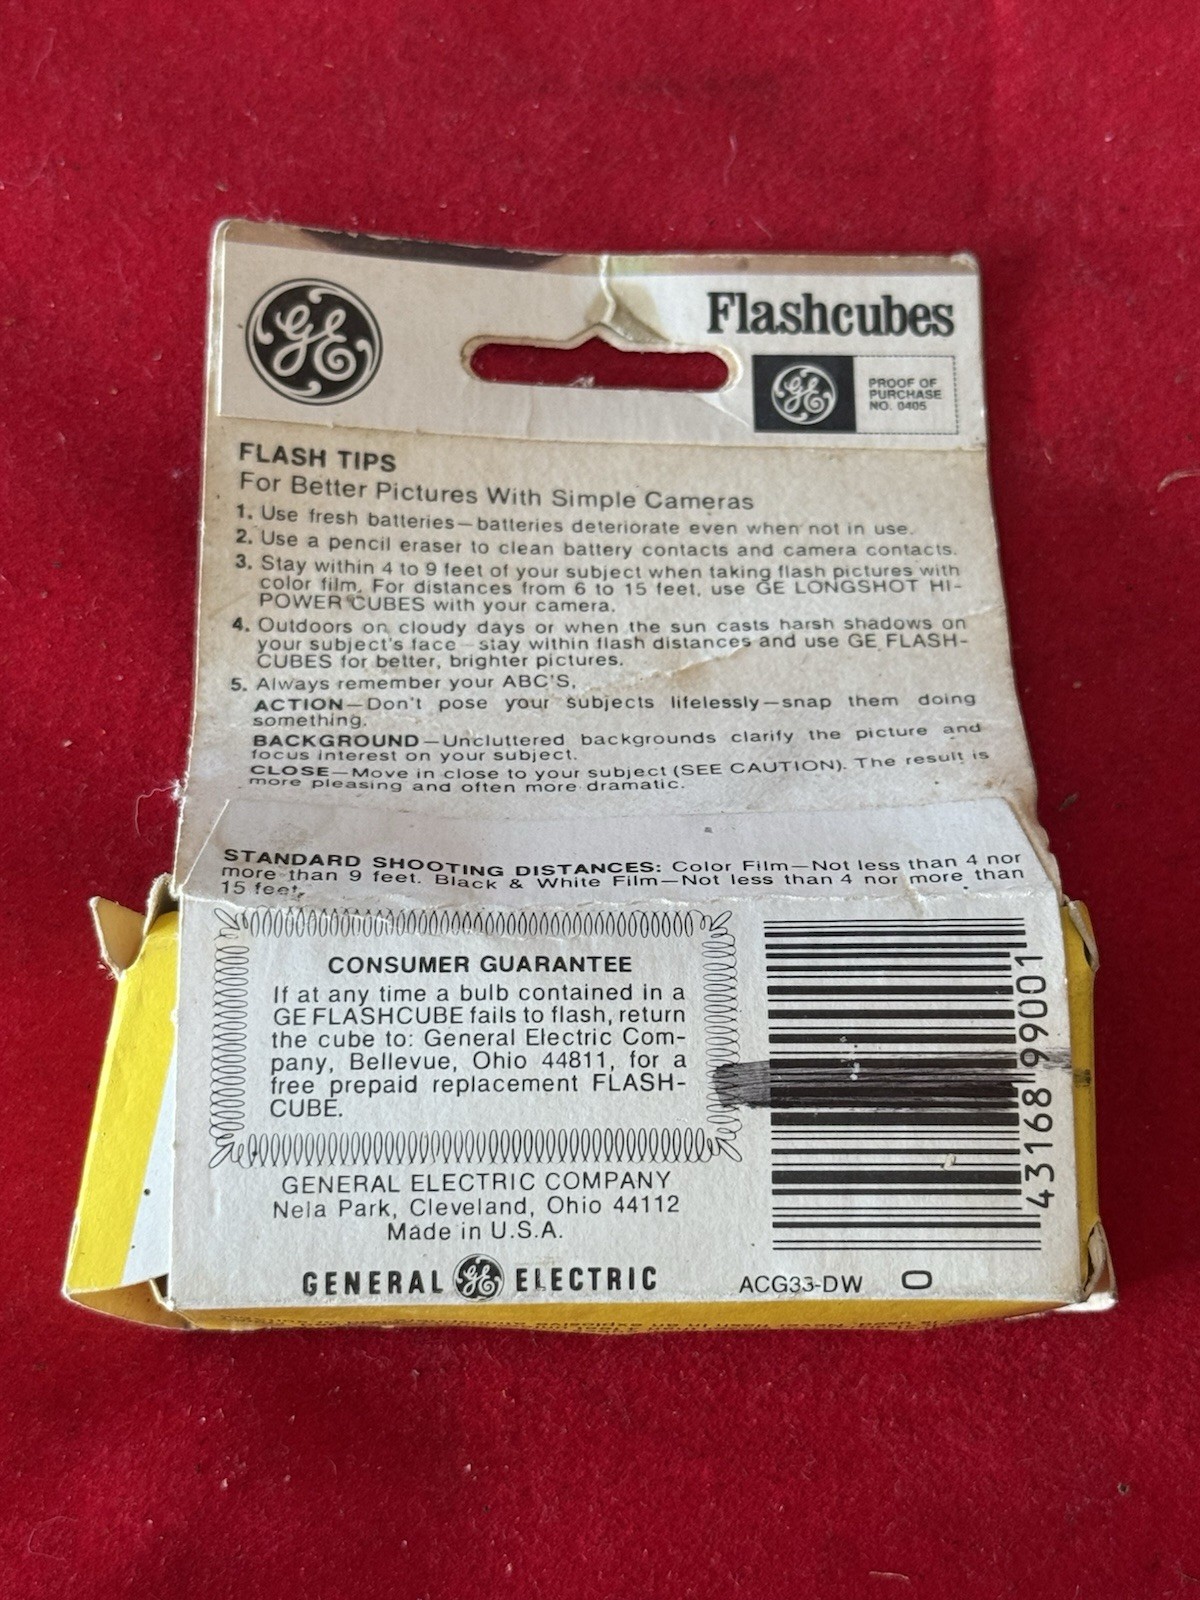 GE
Flashcubes
GE
PROOF OF
PURCHASE
NO. 0405
FLASH TIPS
For Better Pictures With Simple Cameras
1. Use fresh batteries—batteries deteriorate even when not in use.
2. Use a pencil eraser to clean battery contacts and camera contacts.
3. Stay within 4 to 9 feet of your subject when taking flash pictures with
color film. For distances from 6 to 15 feet, use GE LONGSHOT HI-
POWER CUBES with your camera.
4. Outdoors on cloudy days or when the sun casts harsh shadows on
your subject's face—stay within flash distances and use GE FLASH-
CUBES for better, brighter pictures.
5. Always remember your ABC'S,
ACTION—Don't pose your subjects lifelessly—snap them doing
something.
BACKGROUND—Uncluttered backgrounds clarify the picture and
focus interest on your subject.
CLOSE—Move in close to your subject (SEE CAUTION). The result is
more pleasing and often more dramatic.
STANDARD SHOOTING DISTANCES: Color Film—Not less than 4 nor
more than 9 feet. Black & White Film—Not less than 4 nor more than
15 feet.
CONSUMER GUARANTEE
If at any time a bulb contained in a
GE FLASHCUBE fails to flash, return
the cube to: General Electric Com-
pany, Bellevue, Ohio 44811, for a
free prepaid replacement FLASH-
CUBE.
43168 99001
GENERAL ELECTRIC COMPANY
Nela Park, Cleveland, Ohio 44112
Made in U.S.A.
GENERAL GE ELECTRIC
ACG33-DW
0